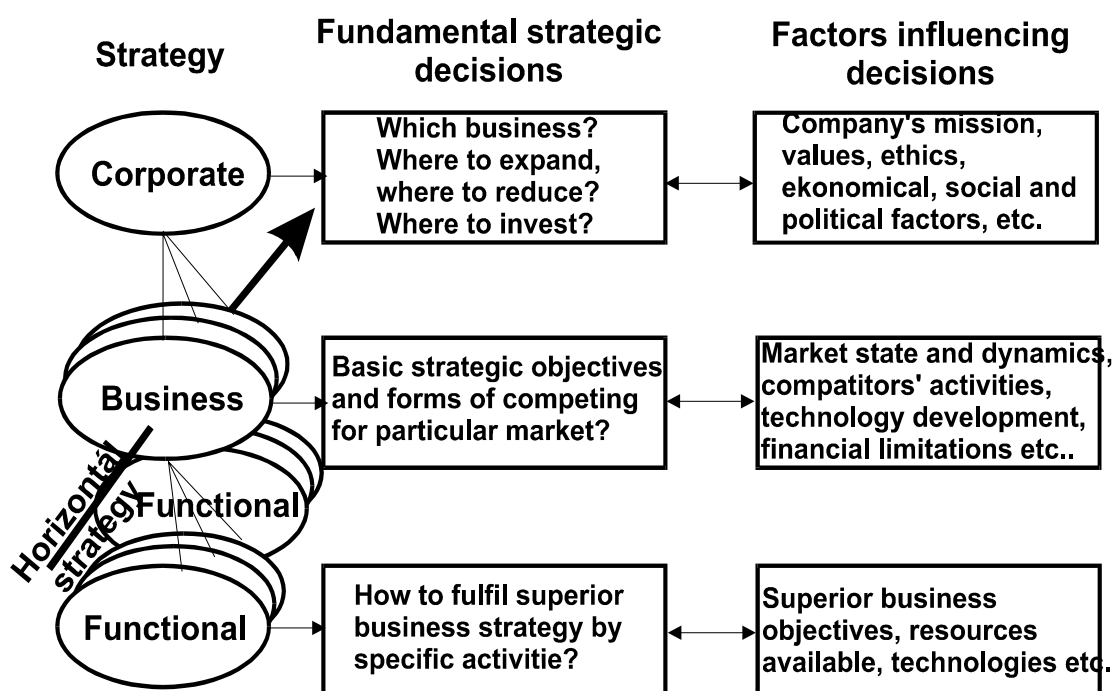 Strategy
Fundamental strategic
decisions
Factors influencing
decisions
Corporate
Which business?
Where to expand,
where to reduce?
Where to invest?
Company's mission,
values, ethics,
ekonomical, social and
political factors, etc.
Business
Basic strategic objectives
and forms of competing
for particular market?
Market state and dynamics,
compatitors' activities,
technology development,
financial limitations etc..
Horizontál
strategy
Functional
Functional
How to fulfil superior
business strategy by
specific activitie?
Superior business
objectives, resources
available, technologies etc.